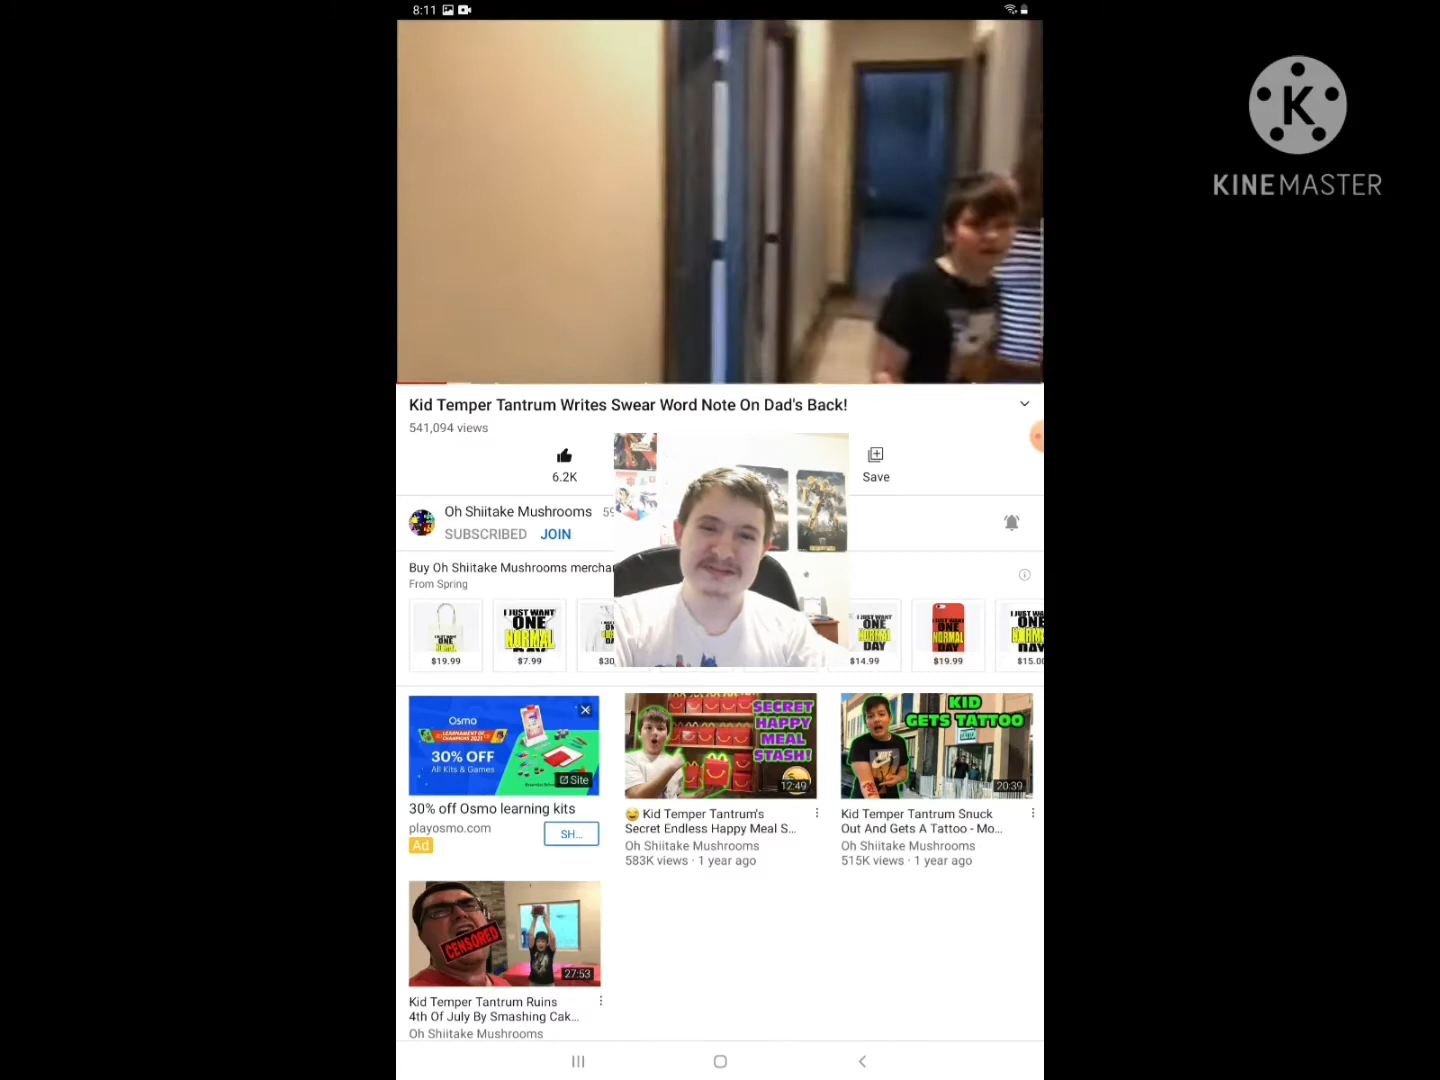 8:11
KINEMASTER
Kid Temper Tantrum Writes Swear Word Note On Dad's Back!
541,094 views
6.2K
Save
Oh Shiitake Mushrooms 59
SUBSCRIBED JOIN
Buy Oh Shiitake Mushrooms mercha
From Spring
I JUST WANT ONE NORMAL DAY
$19.99
$7.99
$30
$14.99
$19.99
$15.00
Osmo
30% OFF
All Kits & Games
Site
SECRET
HAPPY
MEAL
STASH!
12:49
KID
GETS TATTOO
20:39
30% off Osmo learning kits
playosmo.com
SH...
Ad
😂 Kid Temper Tantrum's
Secret Endless Happy Meal S...
Oh Shiitake Mushrooms
583K views · 1 year ago
Kid Temper Tantrum Snuck
Out And Gets A Tattoo - Mo...
Oh Shiitake Mushrooms
515K views · 1 year ago
CENSORED
27:53
Kid Temper Tantrum Ruins
4th Of July By Smashing Cak...
Oh Shiitake Mushrooms